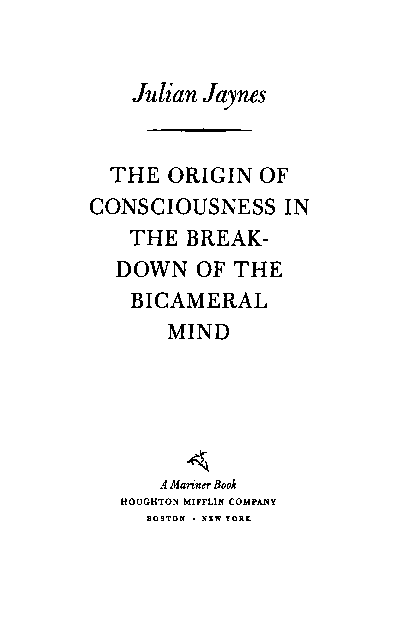 Julian Jaynes
THE ORIGIN OF
CONSCIOUSNESS IN
THE BREAK-
DOWN OF THE
BICAMERAL
MIND
A Mariner Book
HOUGHTON MIFFLIN COMPANY
BOSTON · NEW YORK